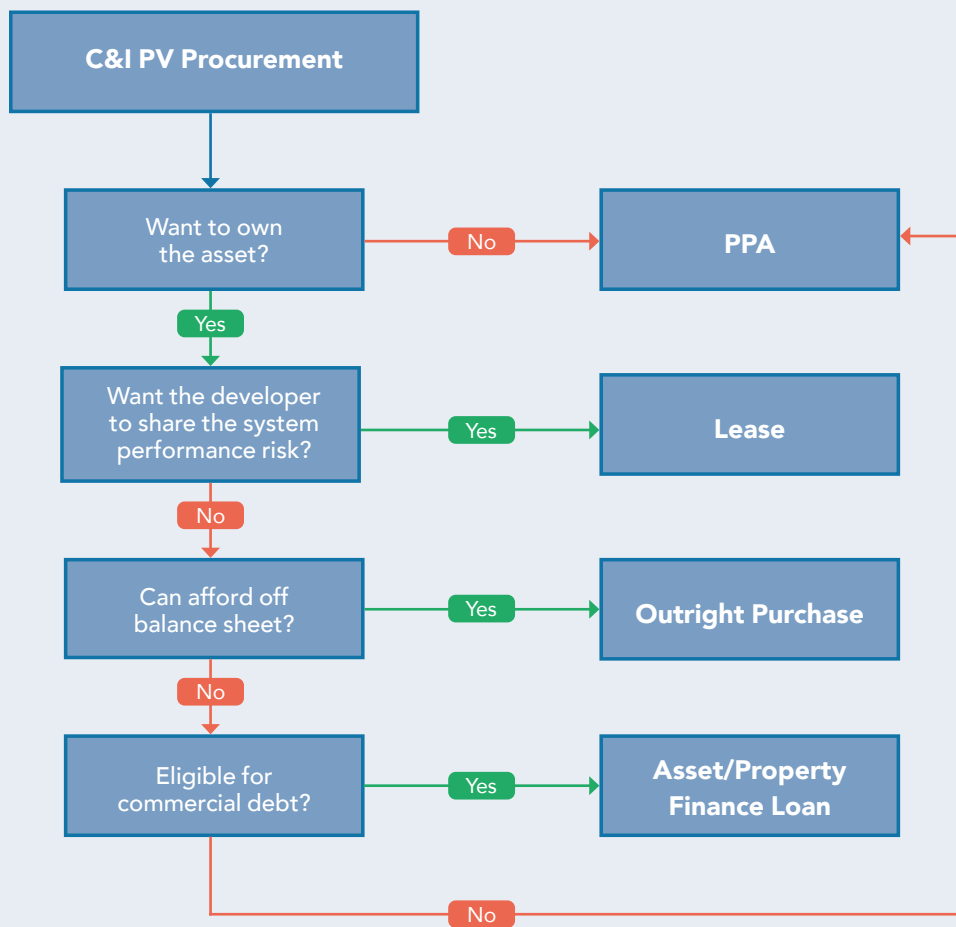 C&I PV Procurement
Want to own
the asset?
No
PPA
Yes
Want the developer
to share the system
performance risk?
Yes
Lease
No
Can afford off
balance sheet?
Yes
Outright Purchase
No
Eligible for
commercial debt?
Yes
Asset/Property
Finance Loan
No